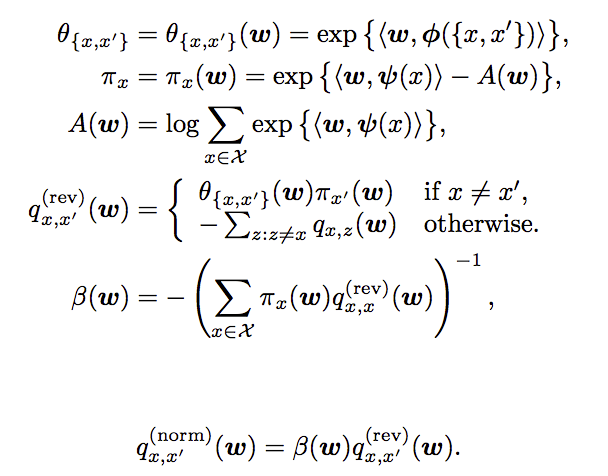 θ_{x,x′} = θ_{x,x′}(w) = exp {⟨w, ϕ({x, x′})⟩},
π_x = π_x(w) = exp {⟨w, ψ(x)⟩ − A(w)},
A(w) = log ∑_{x∈𝒳} exp {⟨w, ψ(x)⟩},
q^{(rev)}_{x,x′}(w) = { θ_{x,x′}(w)π_{x′}(w) if x ≠ x′,
−∑_{z:z≠x} q_{x,z}(w) otherwise.
β(w) = − (∑_{x∈𝒳} π_x(w)q^{(rev)}_{x,x}(w))^{−1},
q^{(norm)}_{x,x′}(w) = β(w)q^{(rev)}_{x,x′}(w).